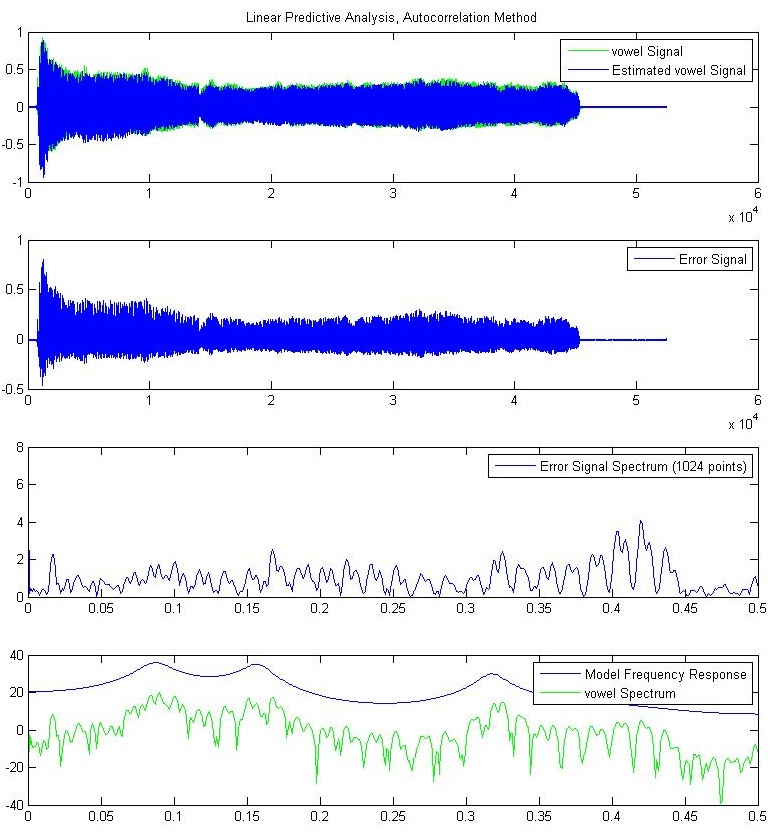 Linear Predictive Analysis, Autocorrelation Method
1
0.5
0
-0.5
-1
vowel Signal
Estimated vowel Signal
0 1 2 3 4 5 6
x 10^4
1
0.5
0
-0.5
Error Signal
0 1 2 3 4 5 6
x 10^4
8
6
4
2
0
Error Signal Spectrum (1024 points)
0 0.05 0.1 0.15 0.2 0.25 0.3 0.35 0.4 0.45 0.5
40
20
0
-20
-40
Model Frequency Response
vowel Spectrum
0 0.05 0.1 0.15 0.2 0.25 0.3 0.35 0.4 0.45 0.5